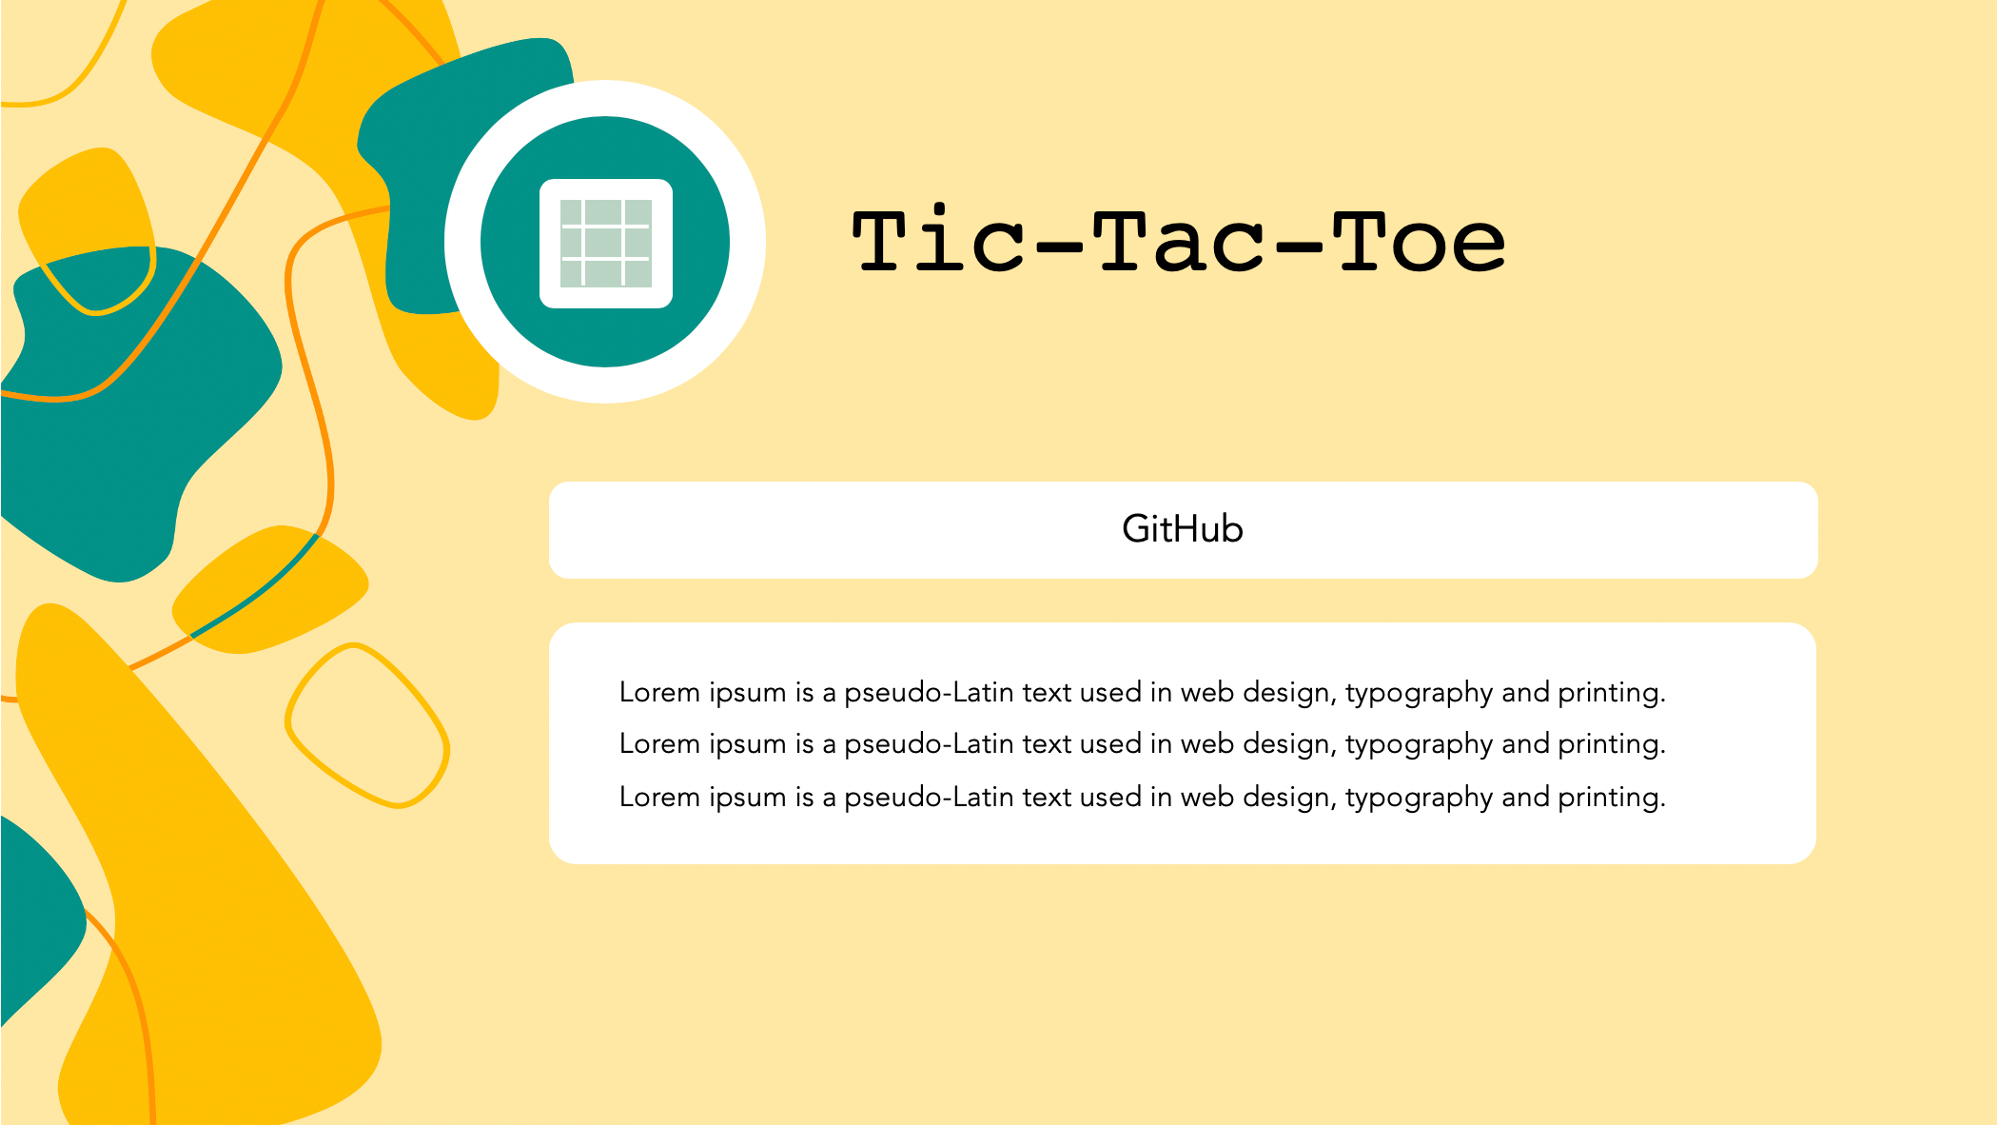 Tic-Tac-Toe
GitHub
Lorem ipsum is a pseudo-Latin text used in web design, typography and printing.
Lorem ipsum is a pseudo-Latin text used in web design, typography and printing.
Lorem ipsum is a pseudo-Latin text used in web design, typography and printing.